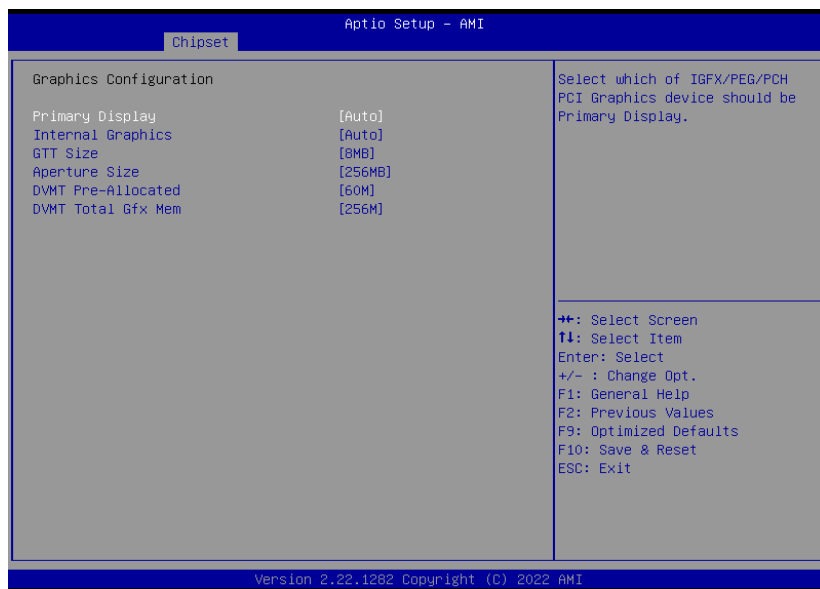 Aptio Setup – AMI
Chipset
Graphics Configuration
Primary Display [Auto]
Internal Graphics [Auto]
GTT Size [8MB]
Aperture Size [256MB]
DVMT Pre-Allocated [60M]
DVMT Total Gfx Mem [256M]
Select which of IGFX/PEG/PCH
PCI Graphics device should be
Primary Display.
→←: Select Screen
↑↓: Select Item
Enter: Select
+/- : Change Opt.
F1: General Help
F2: Previous Values
F9: Optimized Defaults
F10: Save & Reset
ESC: Exit
Version 2.22.1282 Copyright (C) 2022 AMI